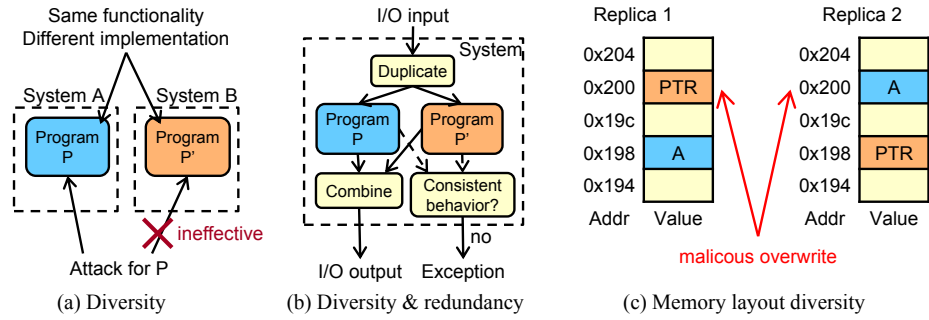 Same functionality
Different implementation
System A
System B
Program
P
Program
P'
ineffective
Attack for P
(a) Diversity
I/O input
System
Duplicate
Program
P
Program
P'
Combine
Consistent
behavior?
no
I/O output
Exception
(b) Diversity & redundancy
Replica 1
Replica 2
0x204
0x200
PTR
0x19c
0x198
A
0x194
Addr
Value
0x204
0x200
A
0x19c
0x198
PTR
0x194
Addr
Value
malicous overwrite
(c) Memory layout diversity